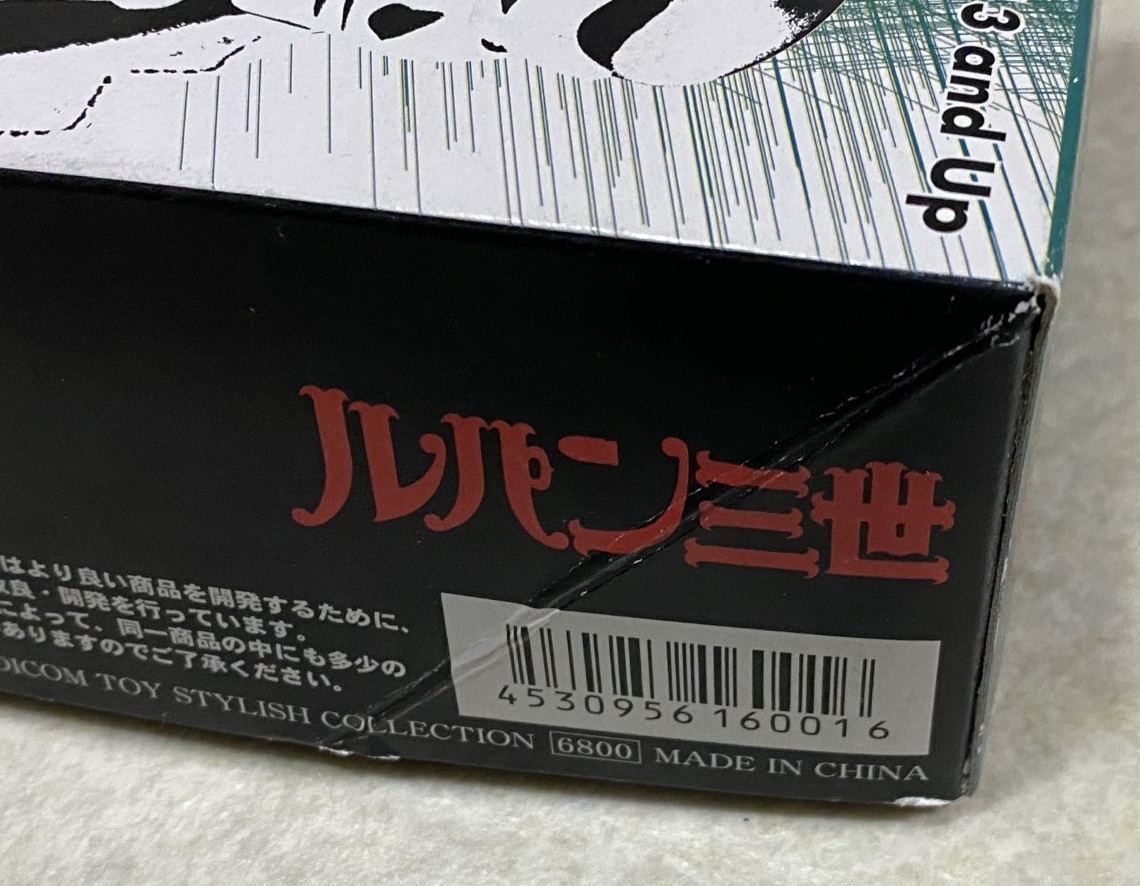 3 and Up
ルパン三世
はより良い商品を開発するために、
改良・開発を行っています。
によって、同一商品の中にも多少の
ありますのでご了承ください。
DICOM TOY STYLISH COLLECTION 6800 MADE IN CHINA
4530956160016